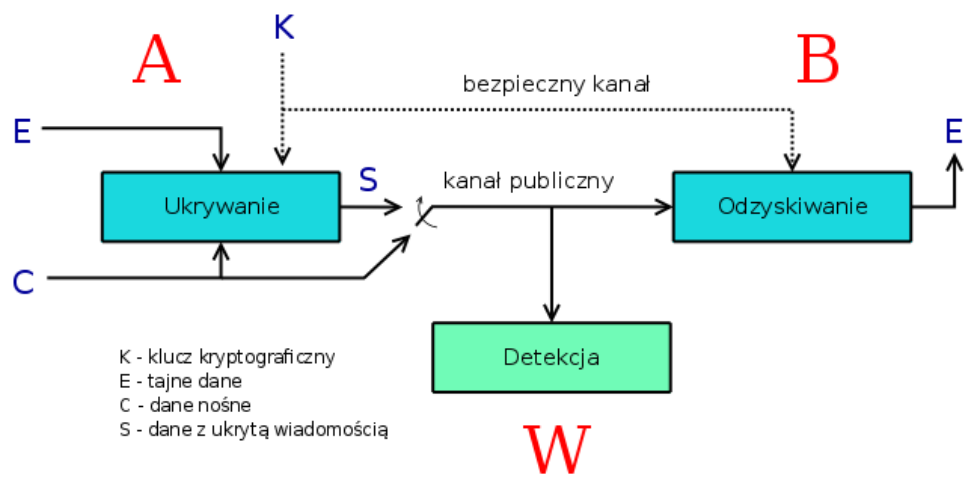 A
K
B
bezpieczny kanał
E
E
S
kanał publiczny
Ukrywanie
Odzyskiwanie
C
Detekcja
K - klucz kryptograficzny
E - tajne dane
C - dane nośne
S - dane z ukrytą wiadomością
W